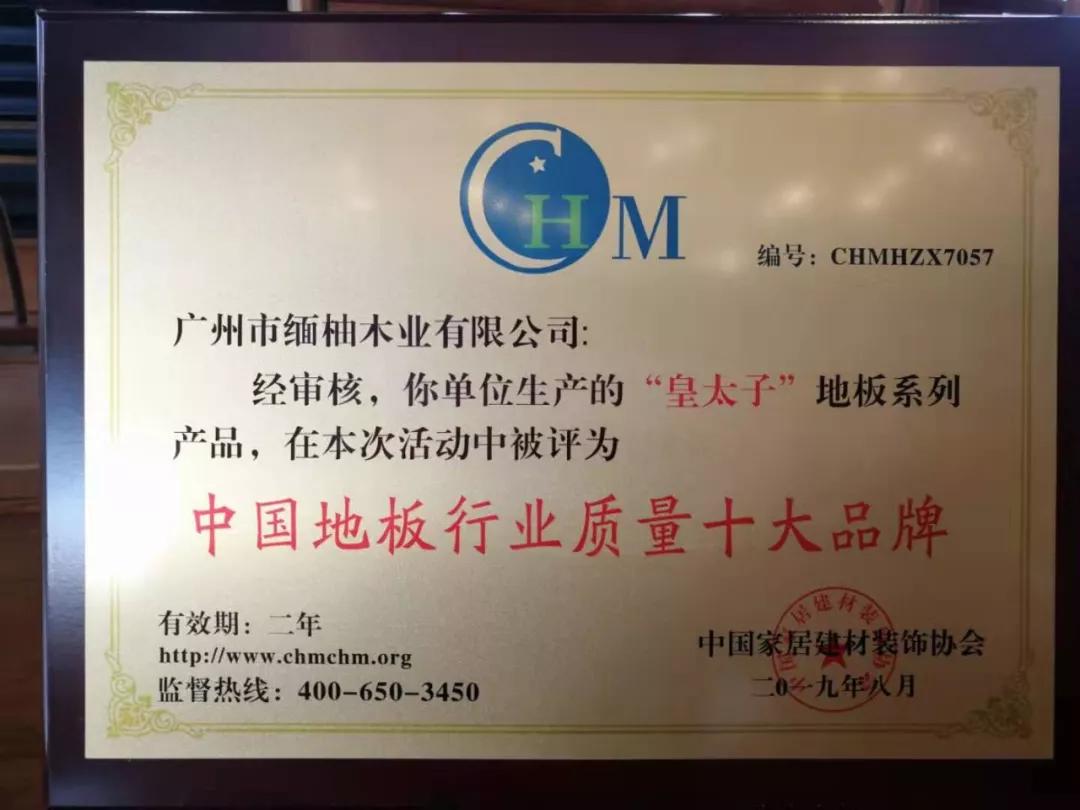 CHM
编号：CHMHZX7057
广州市缅柚木业有限公司:
经审核，你单位生产的“皇太子”地板系列
产品，在本次活动中被评为
中国地板行业质量十大品牌
有效期：二年
http://www.chmchm.org
监督热线：400-650-3450
中国家居建材装饰协会
二0一九年八月